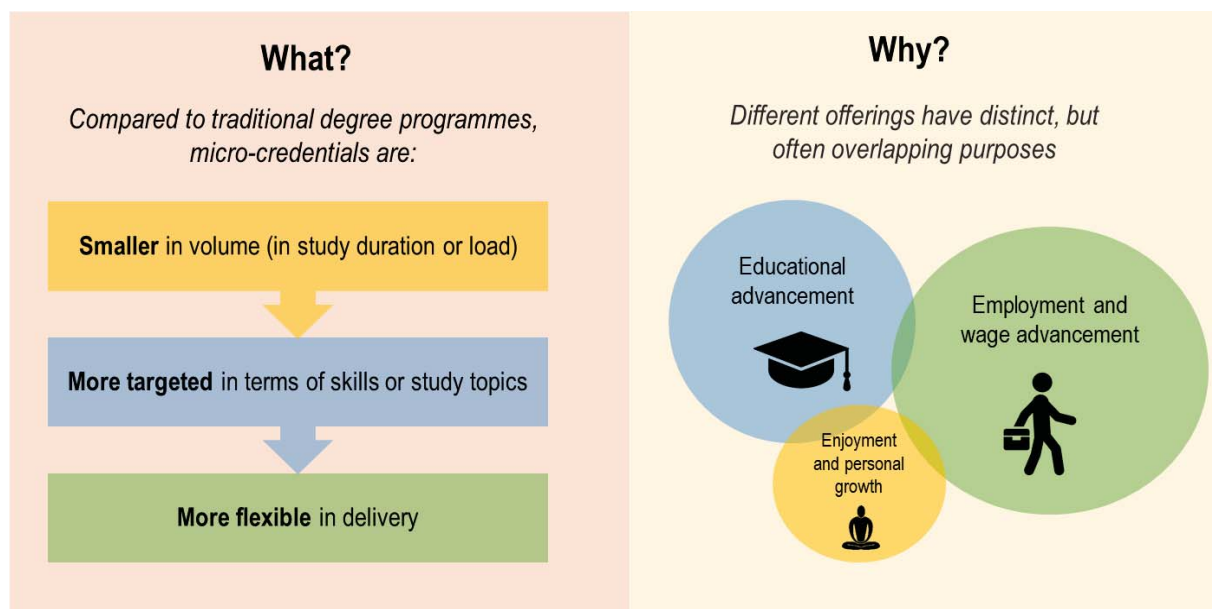 What?
Compared to traditional degree programmes,
micro-credentials are:
Smaller in volume (in study duration or load)
More targeted in terms of skills or study topics
More flexible in delivery
Why?
Different offerings have distinct, but
often overlapping purposes
Educational
advancement
Employment and
wage advancement
Enjoyment
and personal
growth